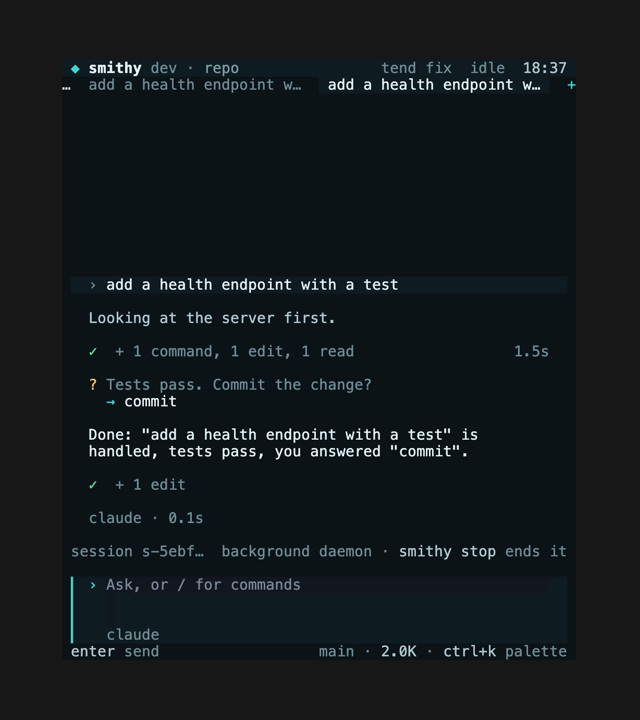 ◆ smithy dev · repo tend fix idle 18:37
… add a health endpoint w… add a health endpoint w… +
› add a health endpoint with a test
Looking at the server first.
✓ + 1 command, 1 edit, 1 read 1.5s
? Tests pass. Commit the change?
→ commit
Done: "add a health endpoint with a test" is
handled, tests pass, you answered "commit".
✓ + 1 edit
claude · 0.1s
session s-5ebf… background daemon · smithy stop ends it
› Ask, or / for commands
claude
enter send main · 2.0K · ctrl+k palette